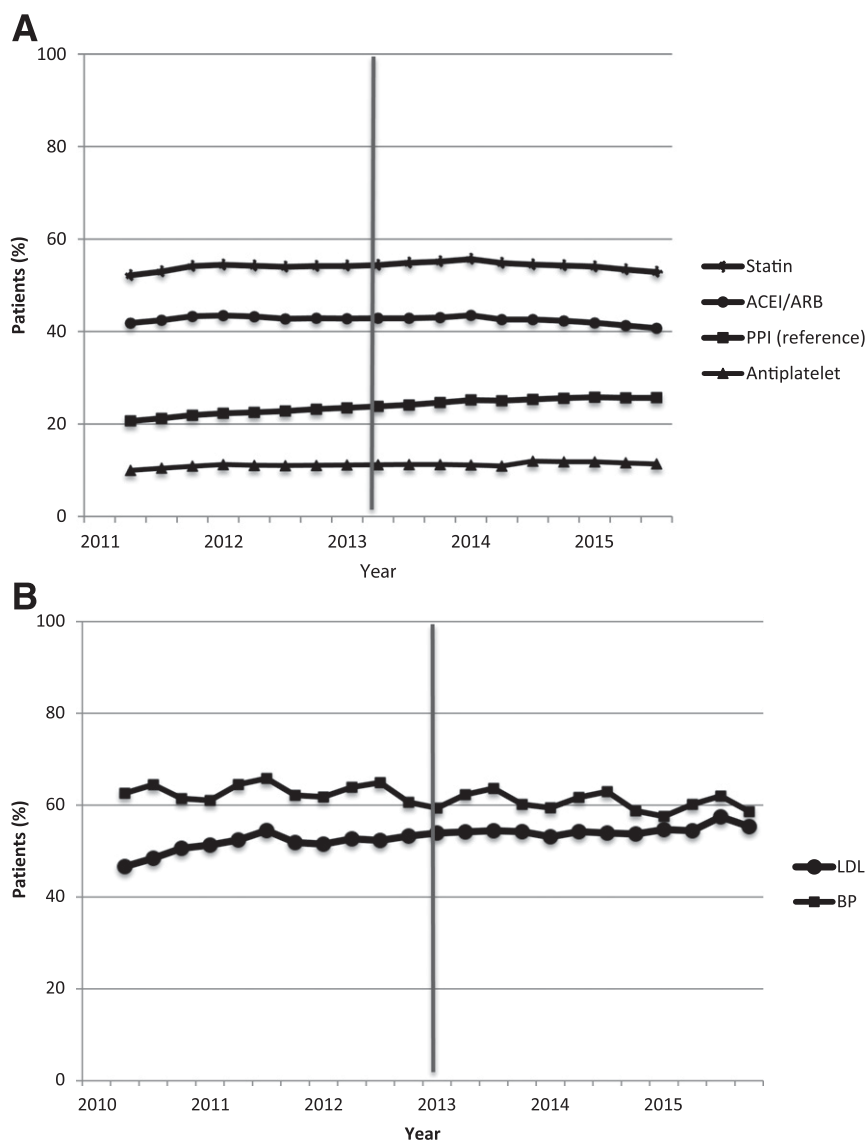 A
100
80
60
40
20
0
Patients (%)
2011 2012 2013 2014 2015
Year
Statin
ACEI/ARB
PPI (reference)
Antiplatelet
B
100
80
60
40
20
0
Patients (%)
2010 2011 2012 2013 2014 2015
Year
LDL
BP